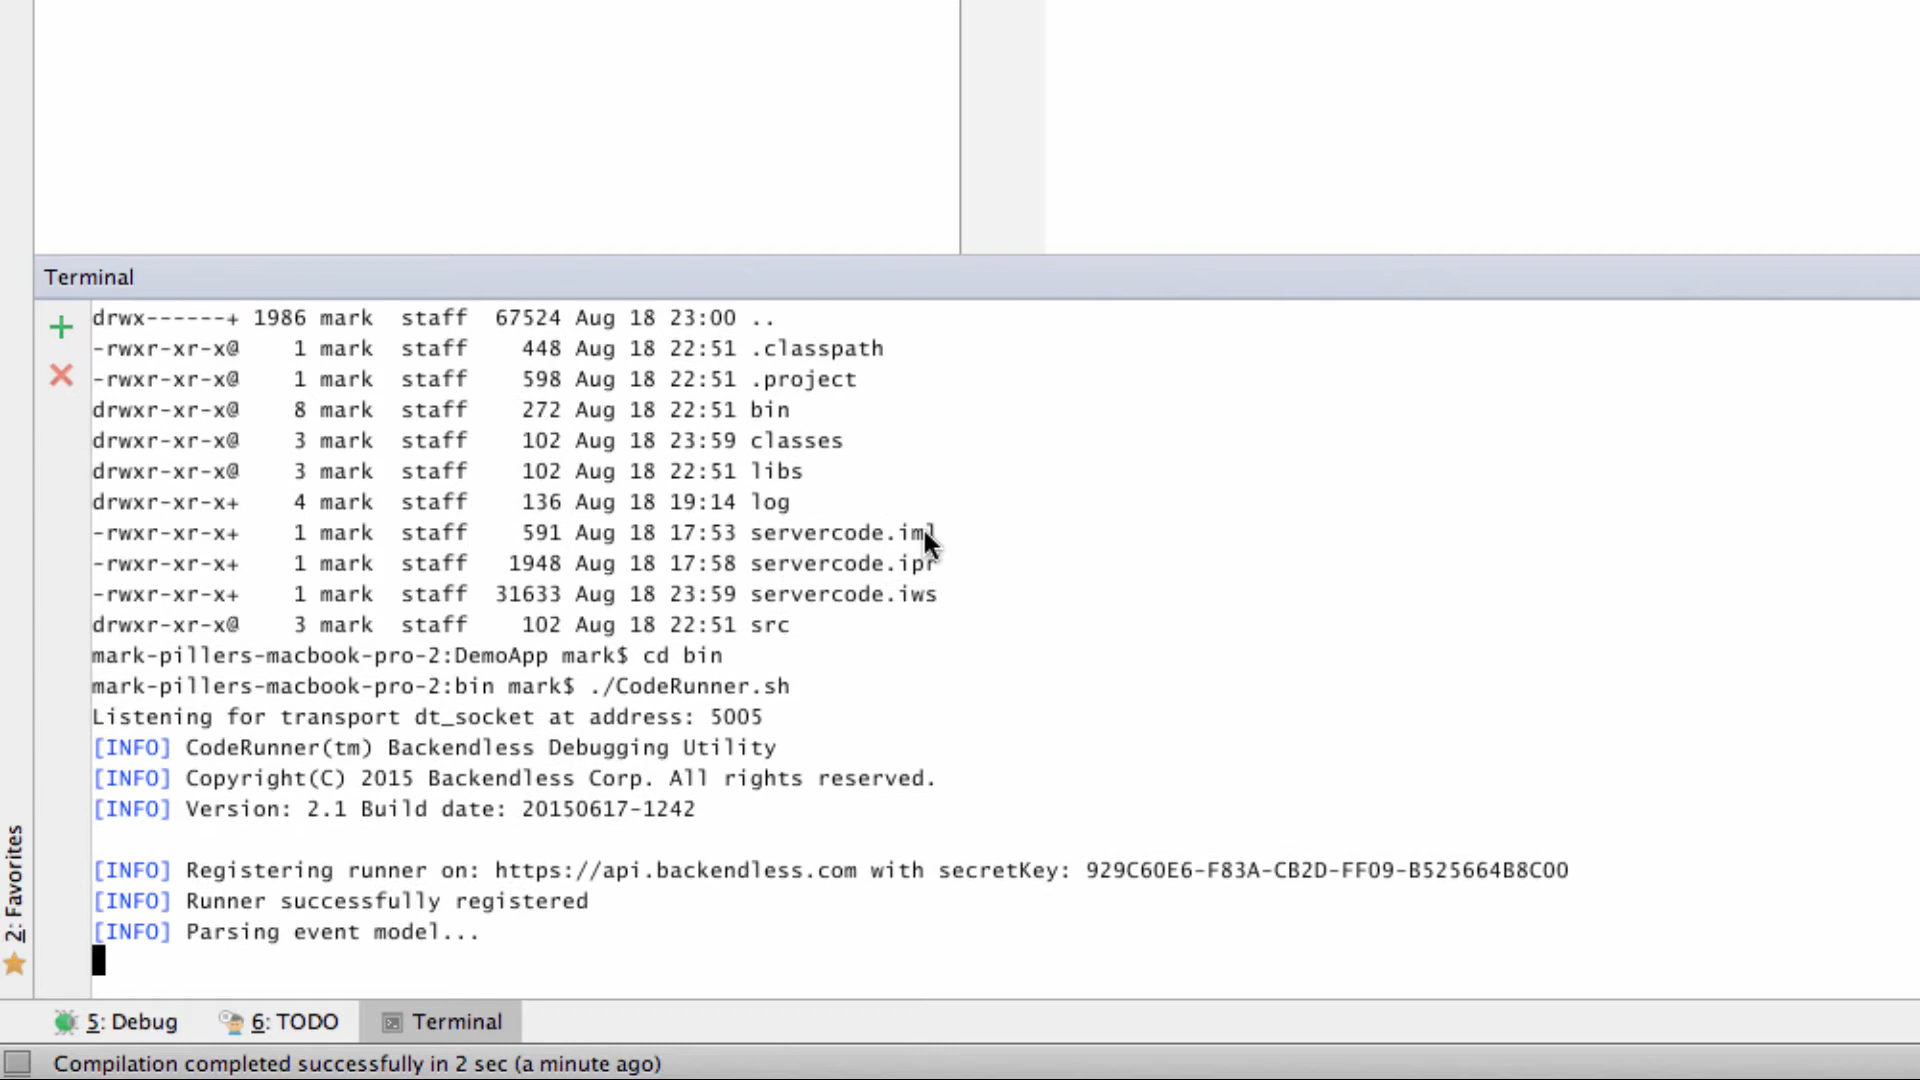 Terminal
drwx------+ 1986 mark  staff  67524 Aug 18 23:00 ..
-rwxr-xr-x@    1 mark  staff    448 Aug 18 22:51 .classpath
-rwxr-xr-x@    1 mark  staff    598 Aug 18 22:51 .project
drwxr-xr-x@    8 mark  staff    272 Aug 18 22:51 bin
drwxr-xr-x@    3 mark  staff    102 Aug 18 23:59 classes
drwxr-xr-x@    3 mark  staff    102 Aug 18 22:51 libs
drwxr-xr-x+    4 mark  staff    136 Aug 18 19:14 log
-rwxr-xr-x+    1 mark  staff    591 Aug 18 17:53 servercode.iml
-rwxr-xr-x+    1 mark  staff   1948 Aug 18 17:58 servercode.ipr
-rwxr-xr-x+    1 mark  staff  31633 Aug 18 23:59 servercode.iws
drwxr-xr-x@    3 mark  staff    102 Aug 18 22:51 src
mark-pillers-macbook-pro-2:DemoApp mark$ cd bin
mark-pillers-macbook-pro-2:bin mark$ ./CodeRunner.sh
Listening for transport dt_socket at address: 5005
[INFO] CodeRunner(tm) Backendless Debugging Utility
[INFO] Copyright(C) 2015 Backendless Corp. All rights reserved.
[INFO] Version: 2.1 Build date: 20150617-1242
[INFO] Registering runner on: https://api.backendless.com with secretKey: 929C60E6-F83A-CB2D-FF09-B525664B8C00
[INFO] Runner successfully registered
[INFO] Parsing event model...
2: Favorites
5: Debug
6: TODO
Terminal
Compilation completed successfully in 2 sec (a minute ago)